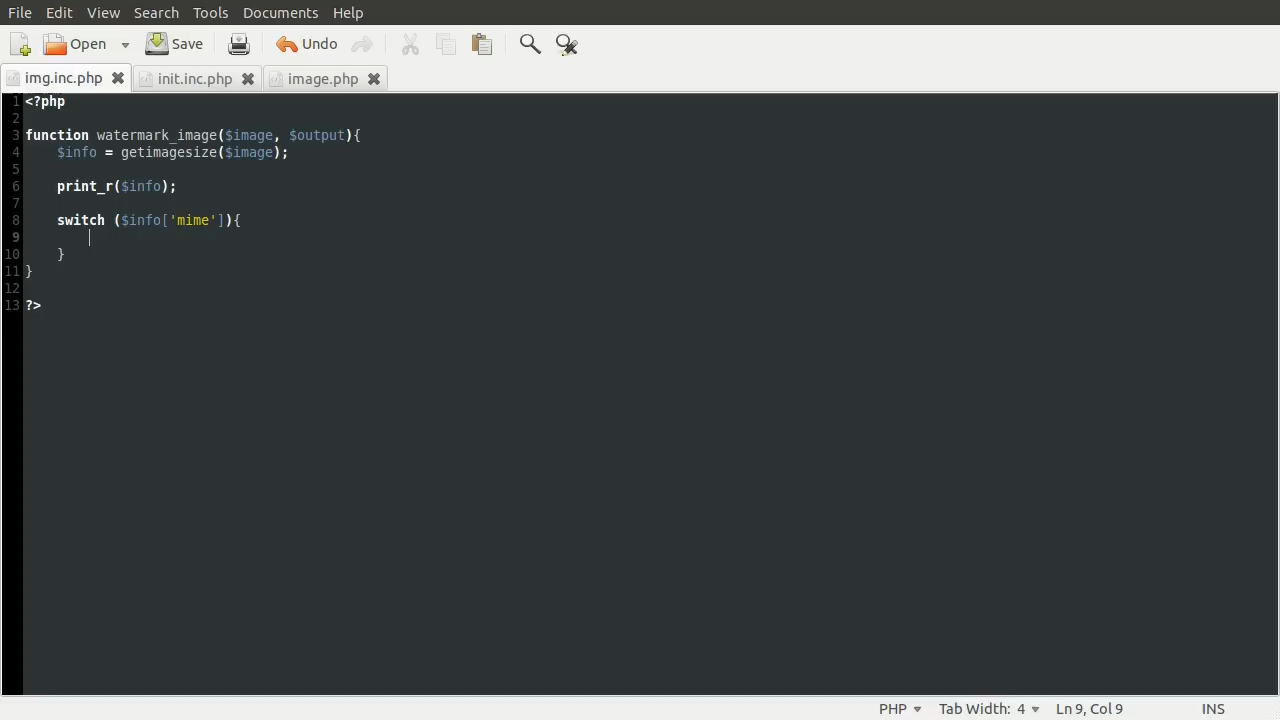 File Edit View Search Tools Documents Help
Open Save Undo
img.inc.php init.inc.php image.php
1 <?php
2
3 function watermark_image($image, $output){
4     $info = getimagesize($image);
5
6     print_r($info);
7
8     switch ($info['mime']){
9
10     }
11 }
12
13 ?>
PHP Tab Width: 4 Ln 9, Col 9 INS